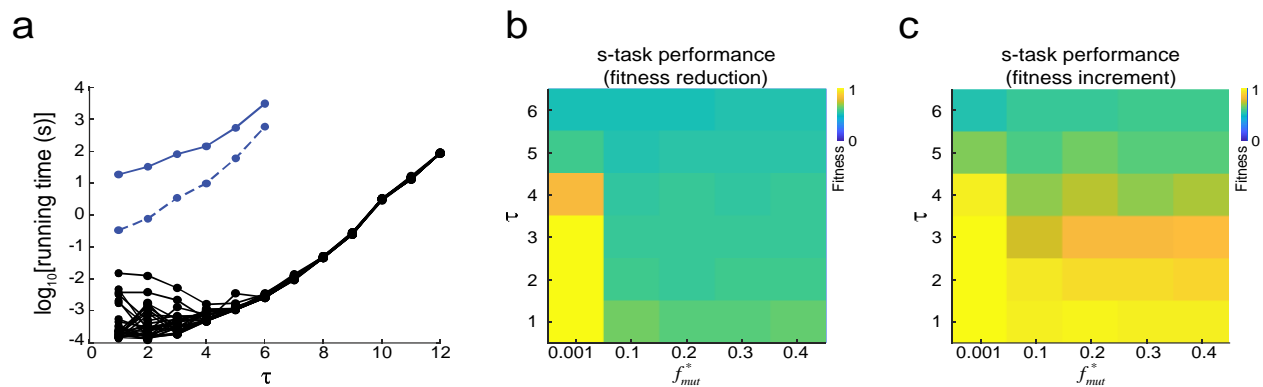 a
log10[running time (s)]
4
3
2
1
0
-1
-2
-3
-4
0 2 4 6 8 10 12
τ
b
s-task performance
(fitness reduction)
τ
6
5
4
3
2
1
0.001 0.1 0.2 0.3 0.4
f*mut
1
0
Fitness
c
s-task performance
(fitness increment)
τ
6
5
4
3
2
1
0.001 0.1 0.2 0.3 0.4
f*mut
1
0
Fitness